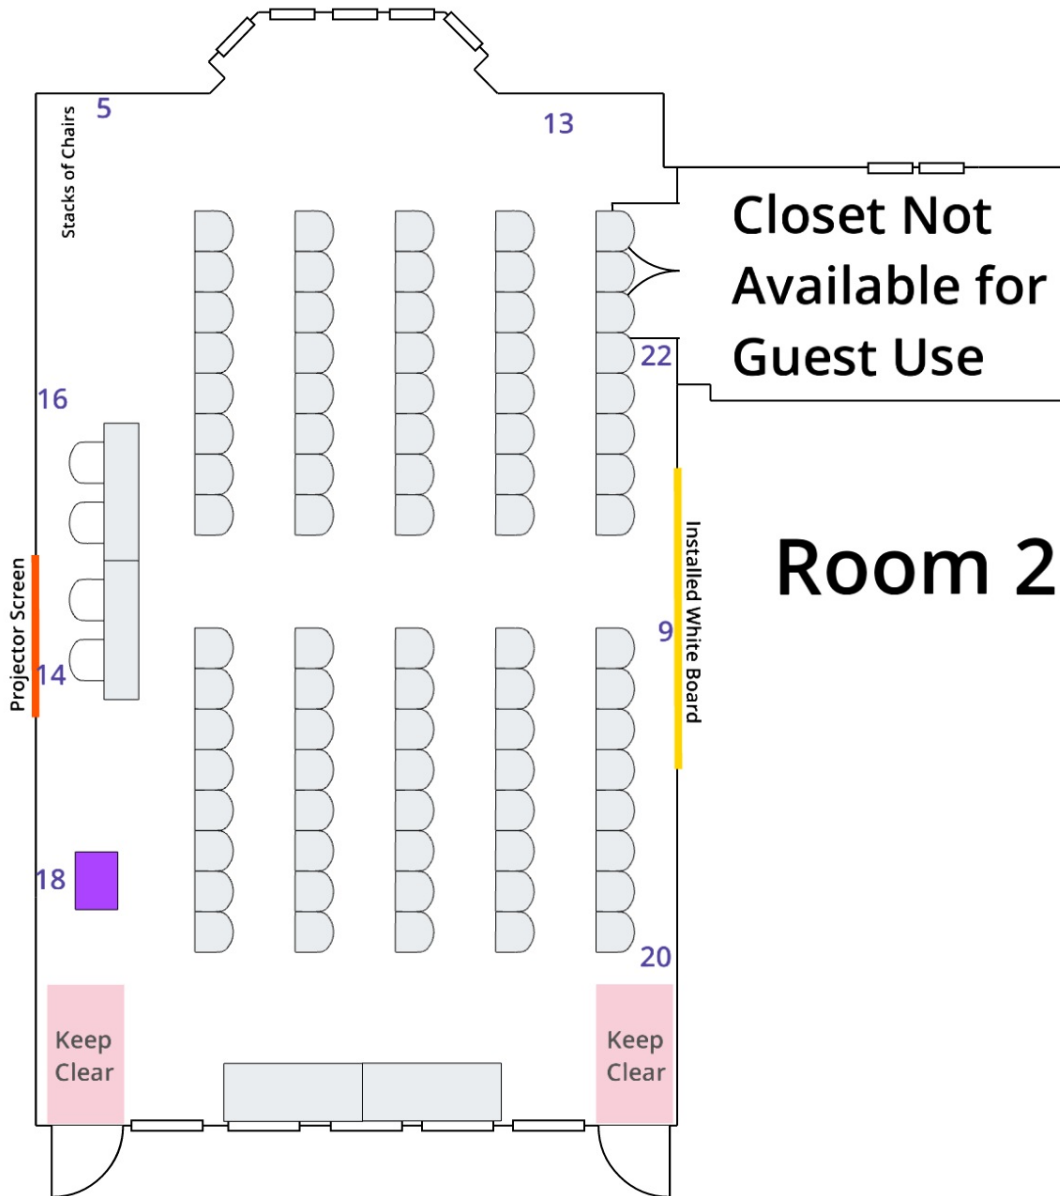 5
13
Stacks of Chairs
Closet Not
Available for
Guest Use
22
16
Installed White Board
Room 2
Projector Screen
9
14
18
20
Keep
Clear
Keep
Clear